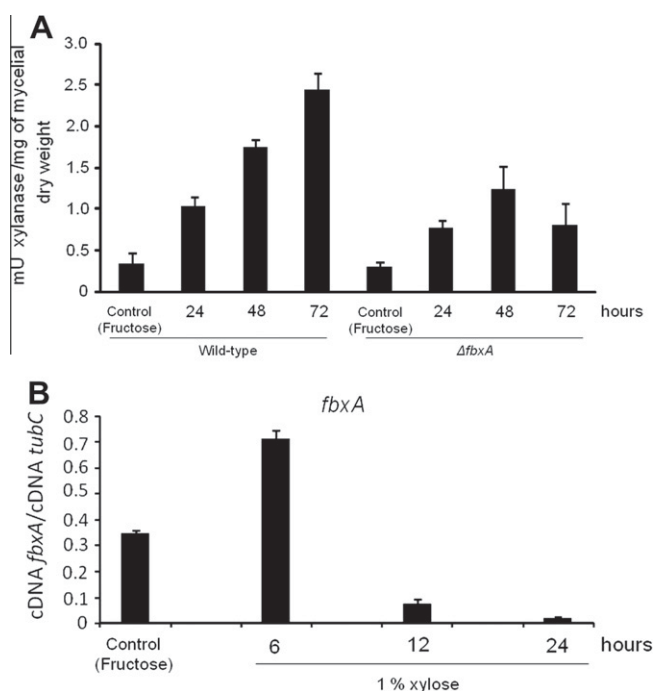 A
mU xylanase /mg of mycelial
dry weight
3.0
2.5
2.0
1.5
1.0
0.5
0
Control
(Fructose)
24
48
72
Control
(Fructose)
24
48
72
hours
Wild-type
ΔfbxA
B
fbxA
cDNA fbxA/cDNA tubC
0.8
0.7
0.6
0.5
0.4
0.3
0.2
0.1
0
Control
(Fructose)
6
12
24
hours
1 % xylose